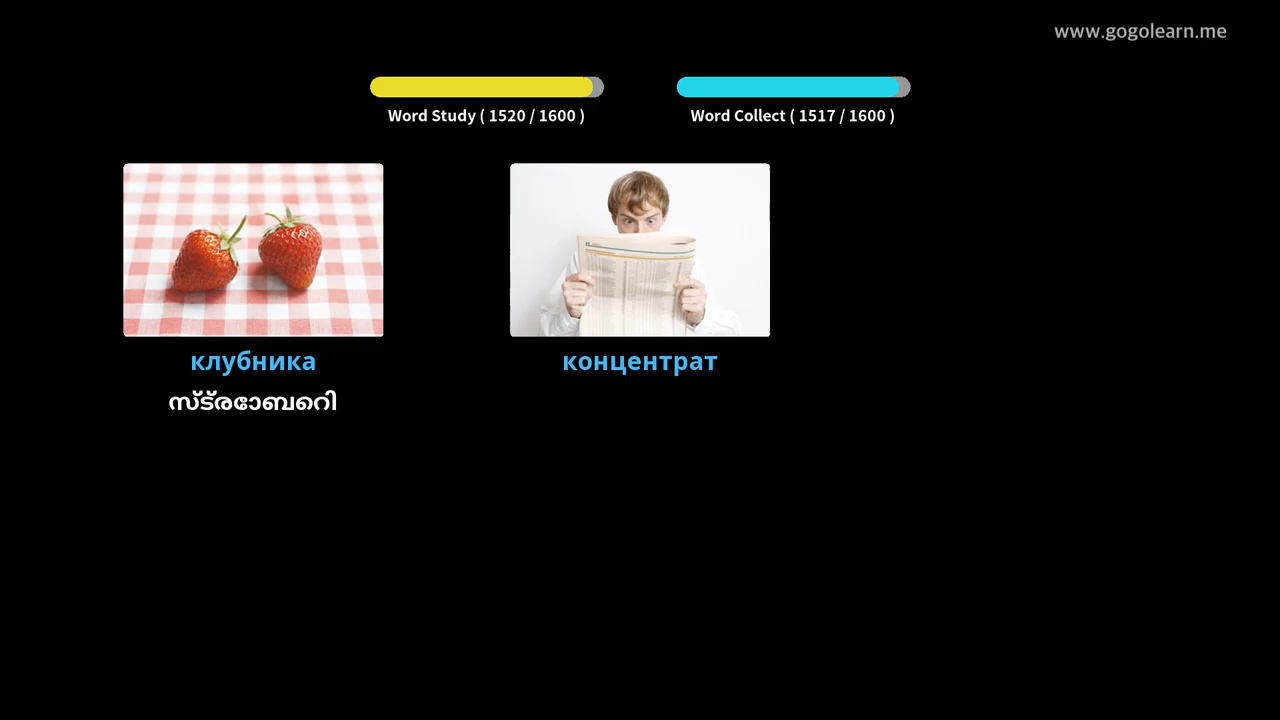 www.gogolearn.me
Word Study ( 1520 / 1600 )
Word Collect ( 1517 / 1600 )
клубника
концентрат
സ്ട്രോബെറി